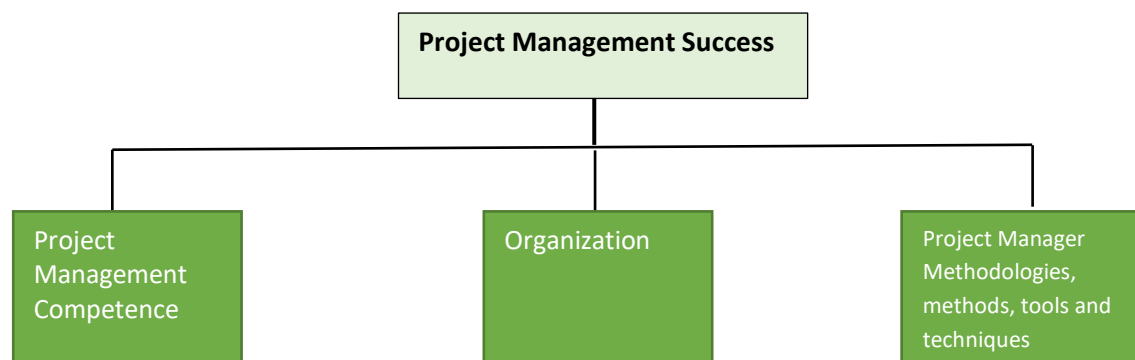 Project Management Success
Project
Management
Competence
Organization
Project Manager
Methodologies,
methods, tools and
techniques